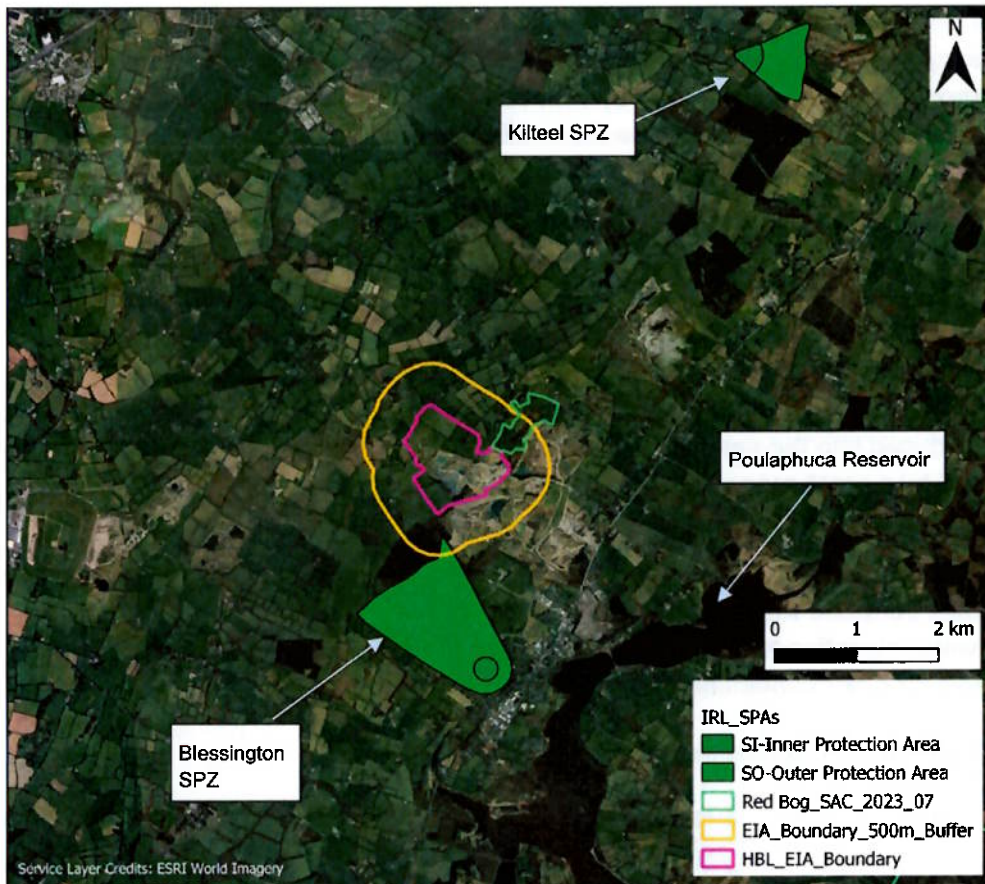 N
Kilteel SPZ
Poulaphuca Reservoir
0 1 2 km
Blessington
SPZ
IRL_SPAs
SI-Inner Protection Area
SO-Outer Protection Area
Red Bog_SAC_2023_07
EIA_Boundary_500m_Buffer
HBL_EIA_Boundary
Service Layer Credits: ESRI World Imagery